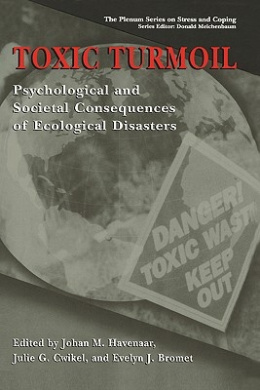 The Plenum Series on Stress and Coping
Series Editor: Donald Meichenbaum
TOXIC TURMOIL
Psychological and
Societal Consequences
of Ecological Disasters
DANGER!
TOXIC WAST
KEEP
OUT
Edited by Johan M. Havenaar,
Julie G. Cwikel, and Evelyn J. Bromet